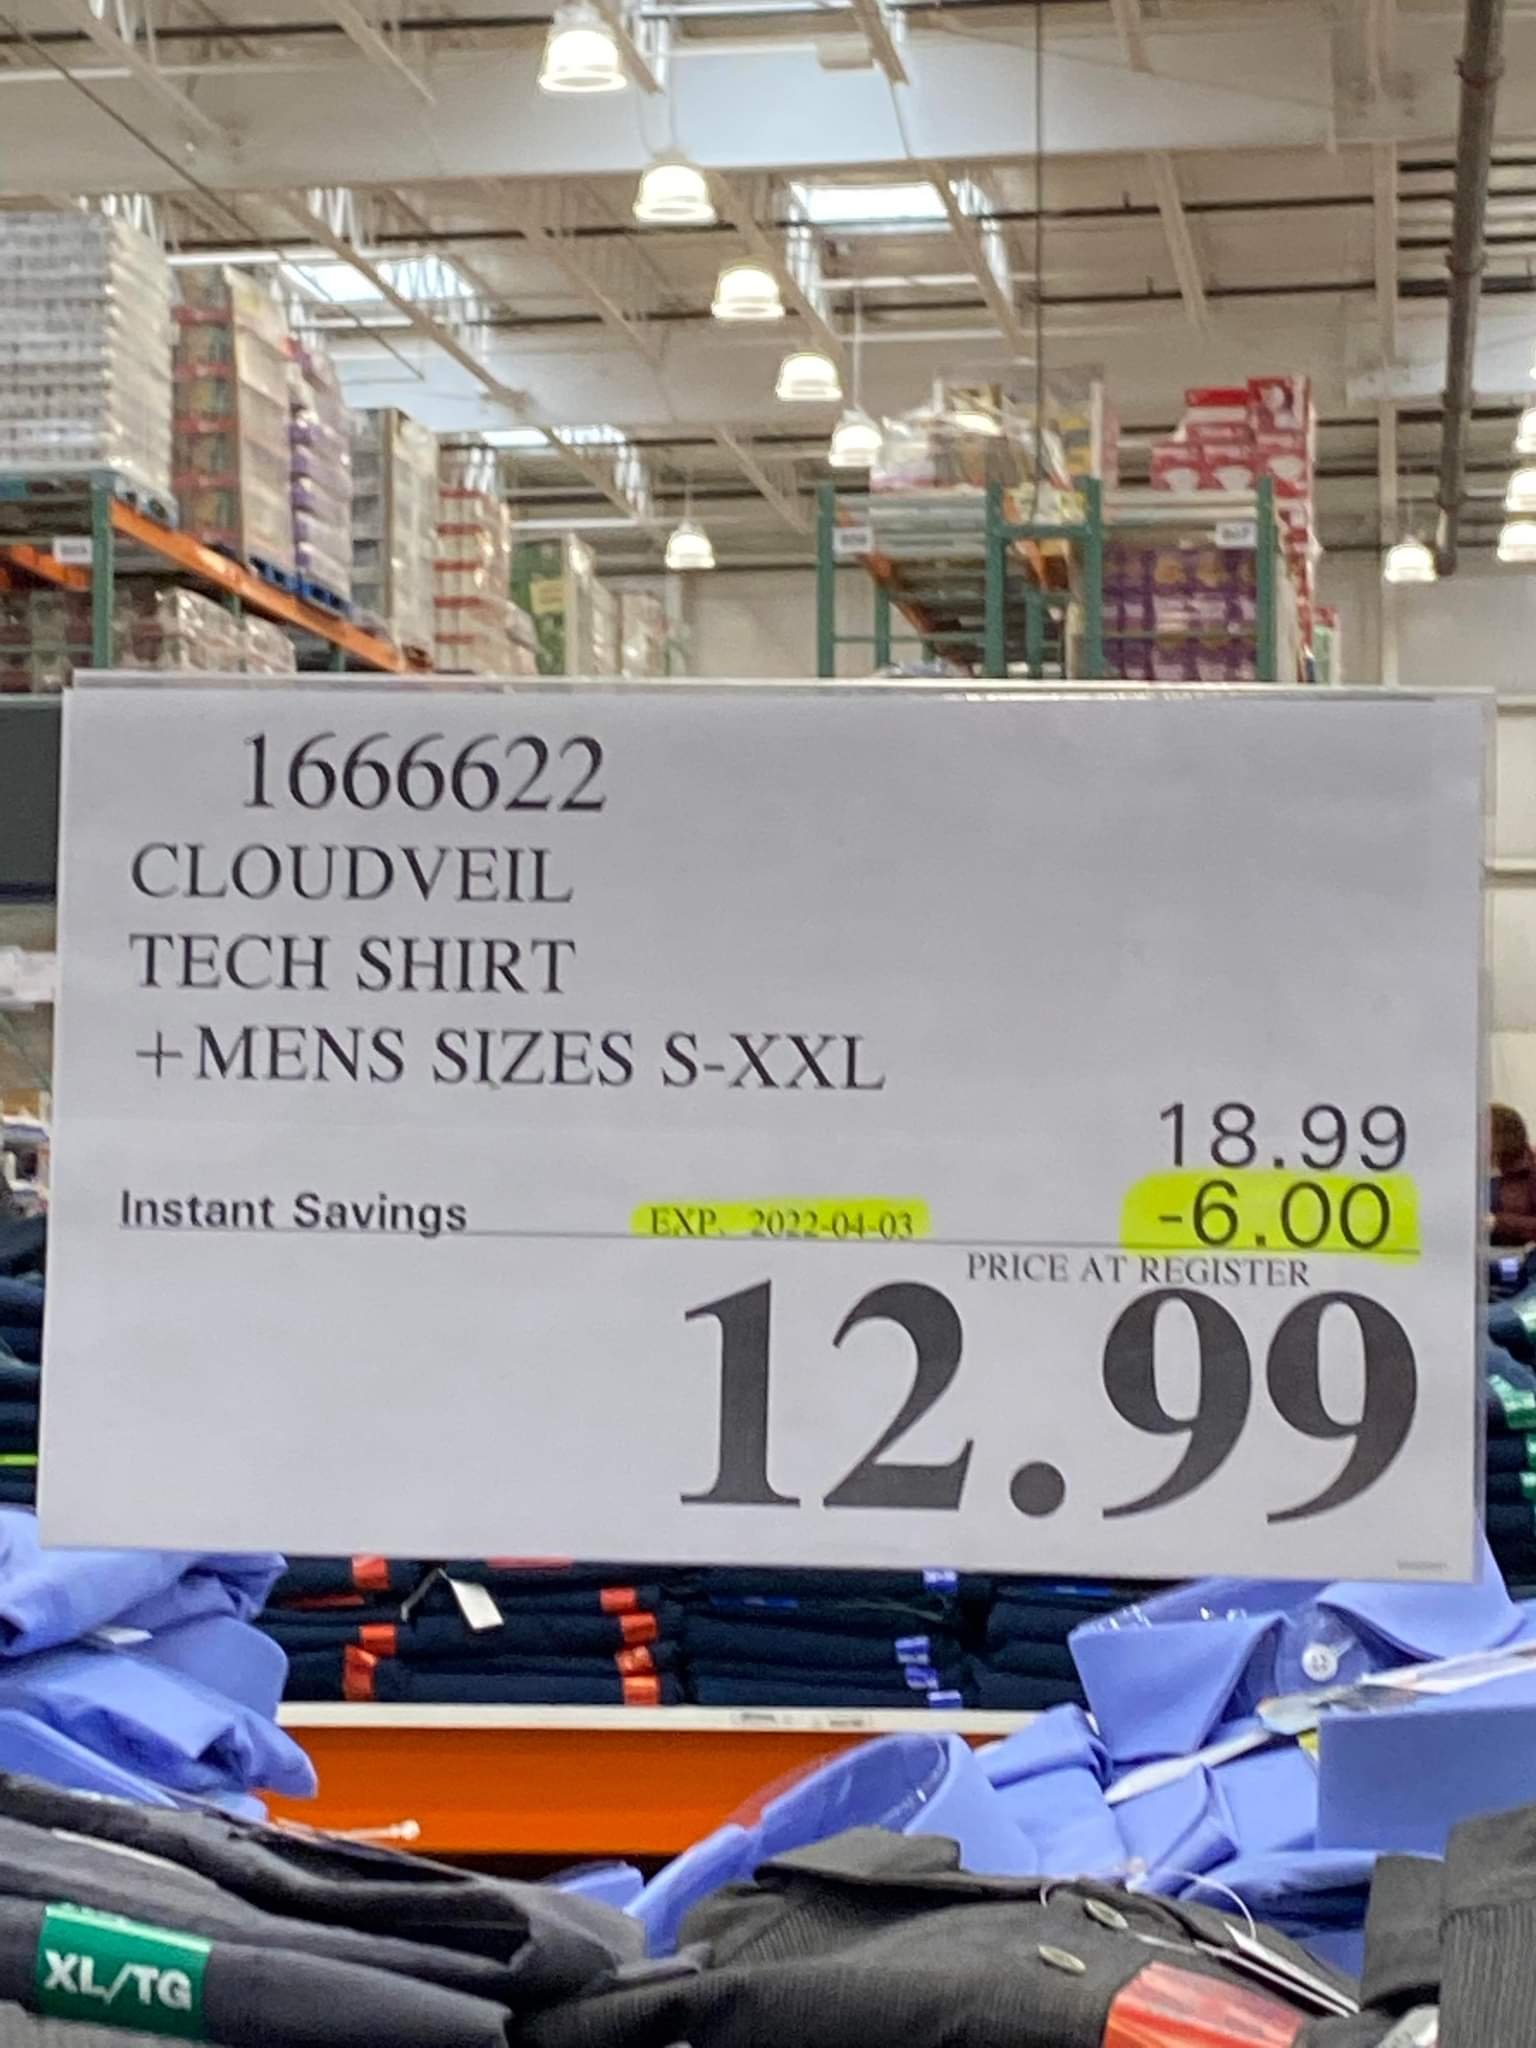 1666622
CLOUDVEIL
TECH SHIRT
+MENS SIZES S-XXL
18.99
Instant Savings EXP. 2022-04-03 -6.00
PRICE AT REGISTER
12.99
XL/TG